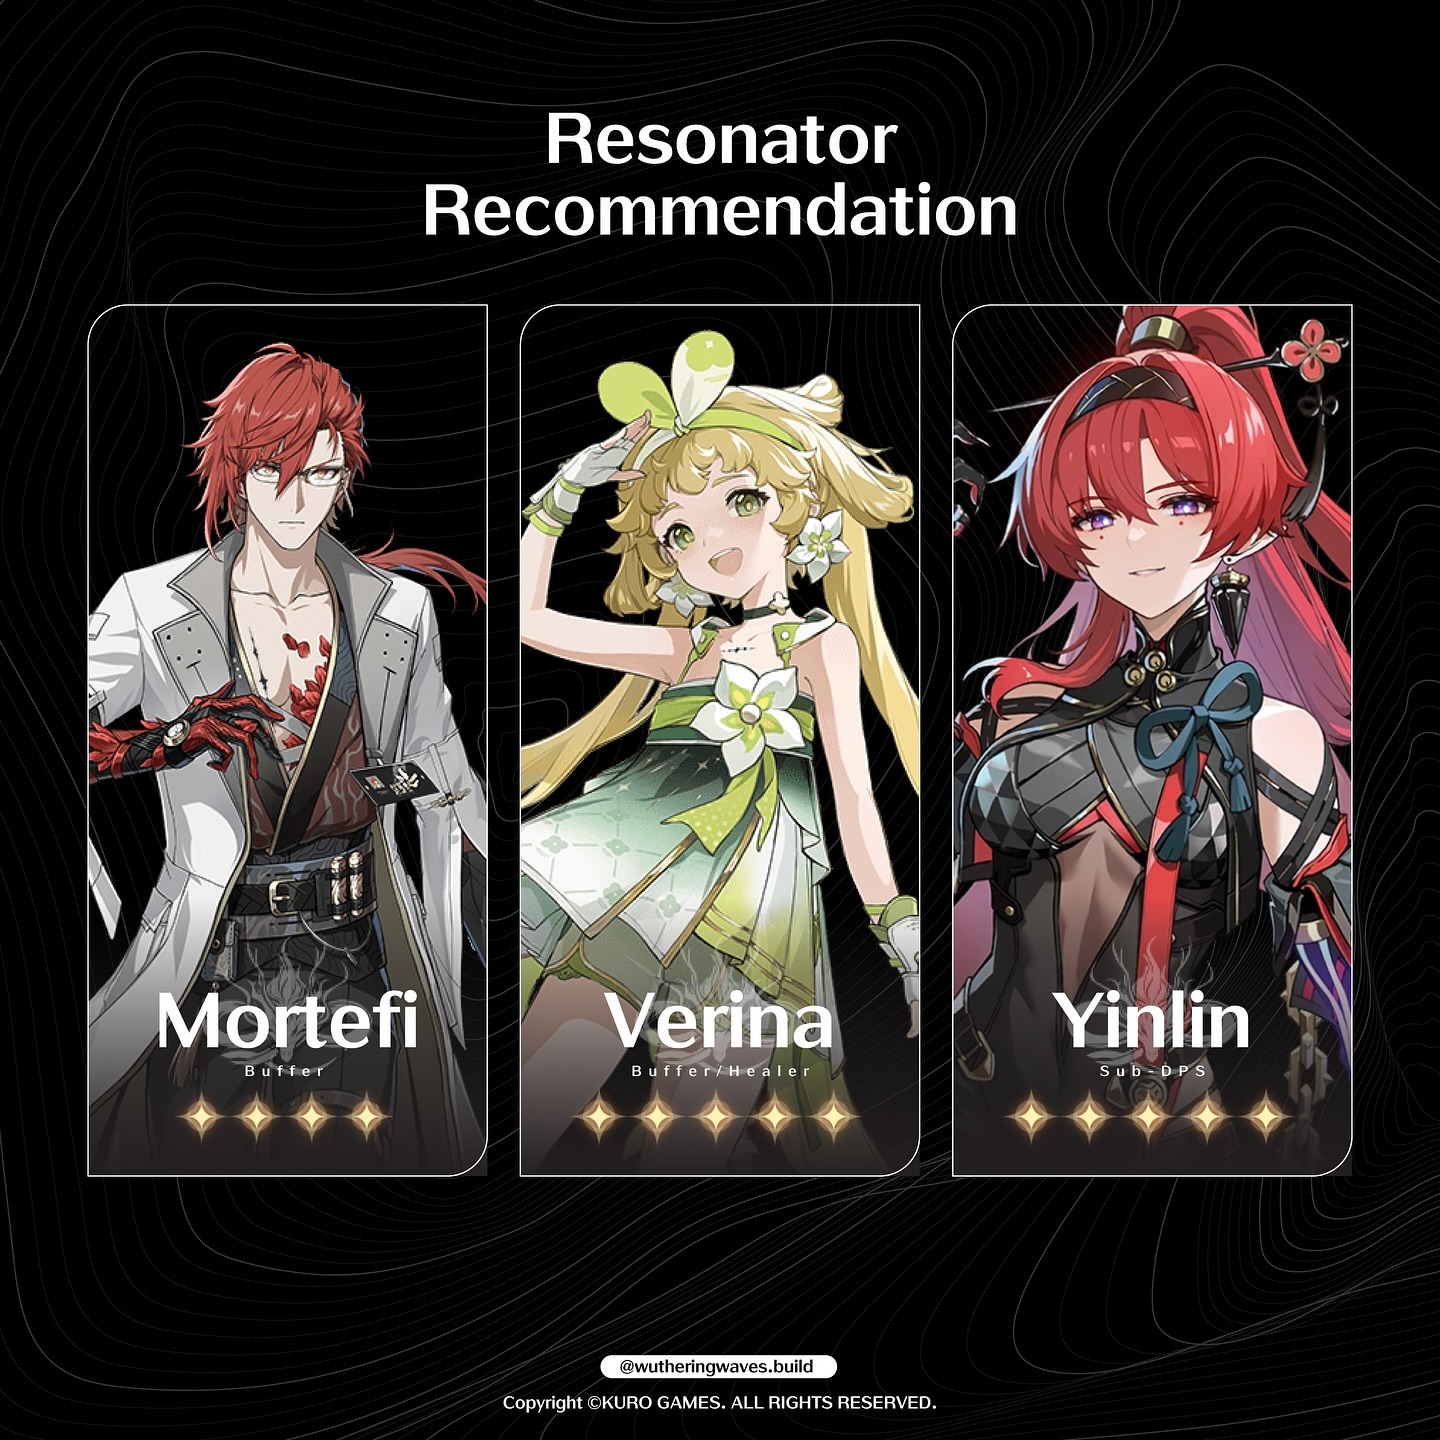 Resonator
Recommendation
Mortefi
Buffer
Verina
Buffer/Healer
Yinlin
Sub-DPS
@wutheringwaves.build
Copyright ©KURO GAMES. ALL RIGHTS RESERVED.